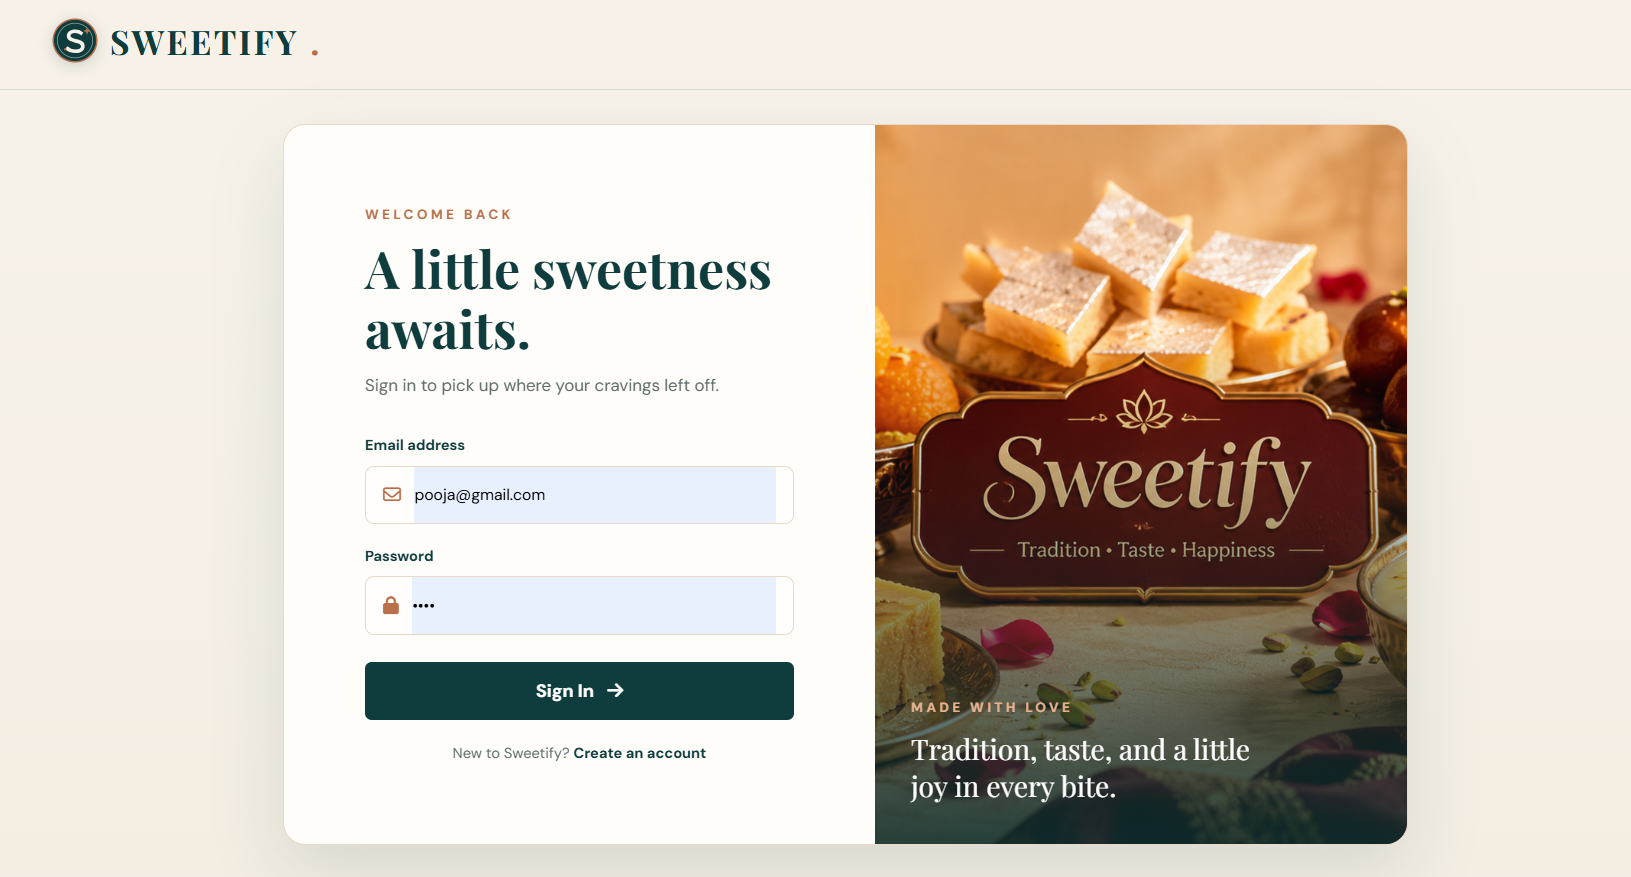 S SWEETIFY .
WELCOME BACK
A little sweetness
awaits.
Sign in to pick up where your cravings left off.
Email address
pooja@gmail.com
Password
••••
Sign In →
New to Sweetify? Create an account
Sweetify
Tradition • Taste • Happiness
MADE WITH LOVE
Tradition, taste, and a little
joy in every bite.